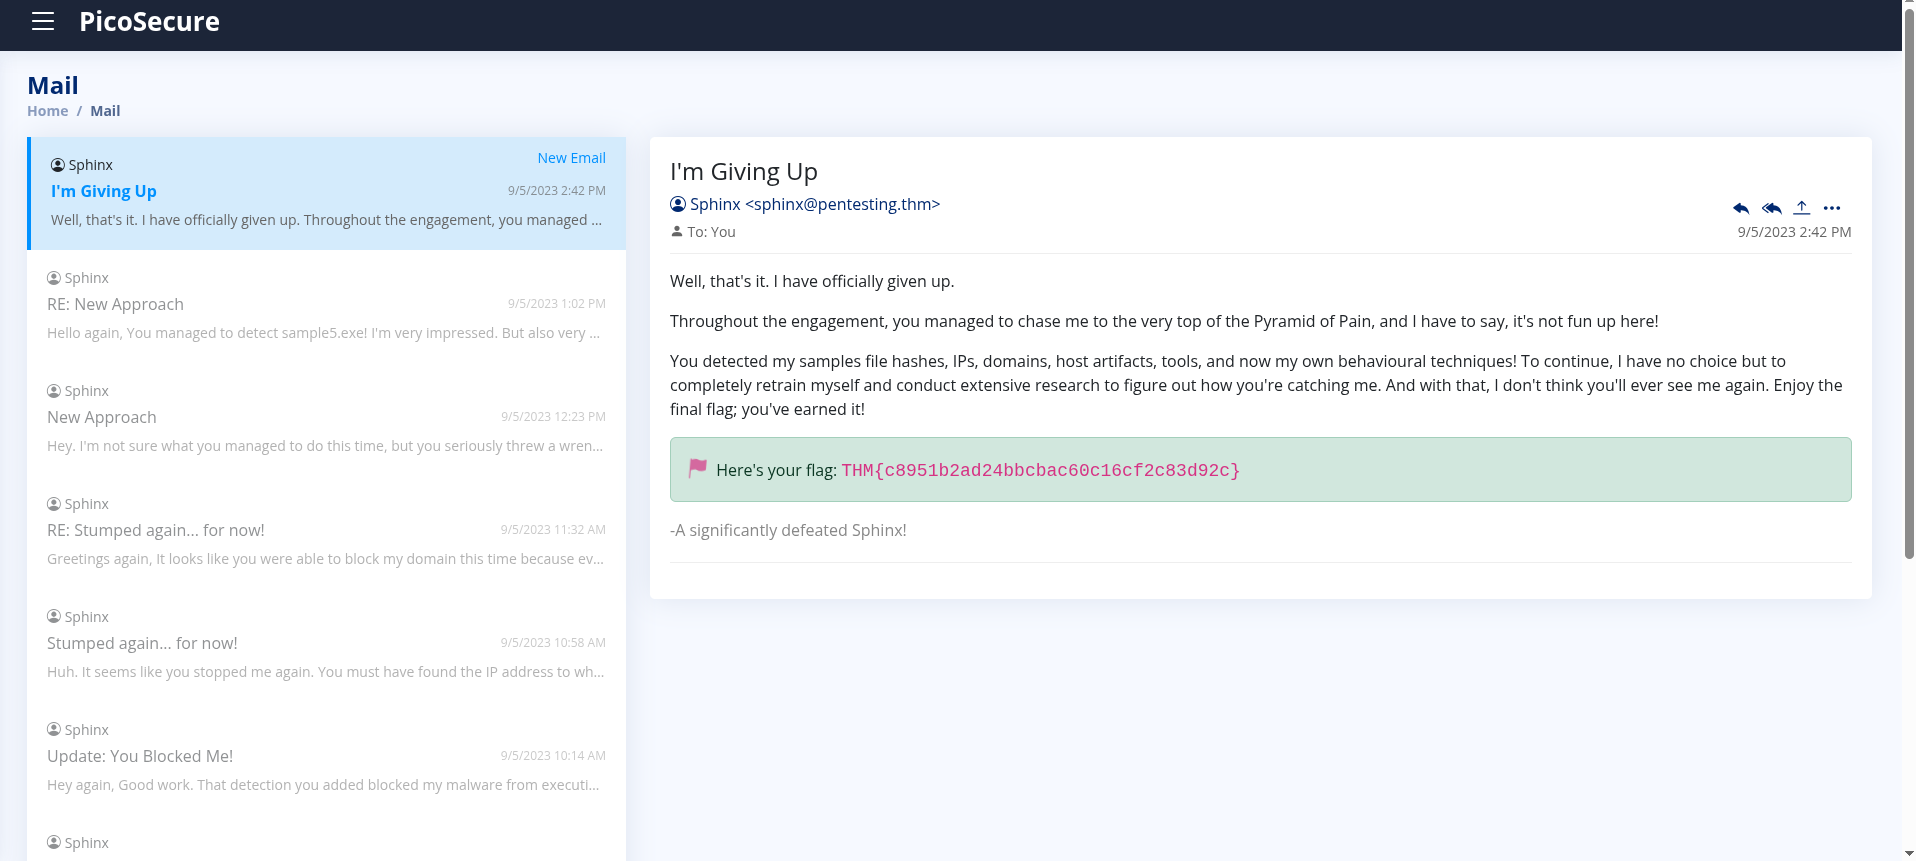 PicoSecure
Mail
Home / Mail
Sphinx
New Email
I'm Giving Up
9/5/2023 2:42 PM
Well, that's it. I have officially given up. Throughout the engagement, you managed ...
Sphinx
RE: New Approach
9/5/2023 1:02 PM
Hello again, You managed to detect sample5.exe! I'm very impressed. But also very ...
Sphinx
New Approach
9/5/2023 12:23 PM
Hey. I'm not sure what you managed to do this time, but you seriously threw a wren...
Sphinx
RE: Stumped again... for now!
9/5/2023 11:32 AM
Greetings again, It looks like you were able to block my domain this time because ev...
Sphinx
Stumped again... for now!
9/5/2023 10:58 AM
Huh. It seems like you stopped me again. You must have found the IP address to wh...
Sphinx
Update: You Blocked Me!
9/5/2023 10:14 AM
Hey again, Good work. That detection you added blocked my malware from executi...
Sphinx
I'm Giving Up
Sphinx <sphinx@pentesting.thm>
To: You
9/5/2023 2:42 PM
Well, that's it. I have officially given up.
Throughout the engagement, you managed to chase me to the very top of the Pyramid of Pain, and I have to say, it's not fun up here!
You detected my samples file hashes, IPs, domains, host artifacts, tools, and now my own behavioural techniques! To continue, I have no choice but to
completely retrain myself and conduct extensive research to figure out how you're catching me. And with that, I don't think you'll ever see me again. Enjoy the
final flag; you've earned it!
Here's your flag: THM{c8951b2ad24bbcbac60c16cf2c83d92c}
-A significantly defeated Sphinx!